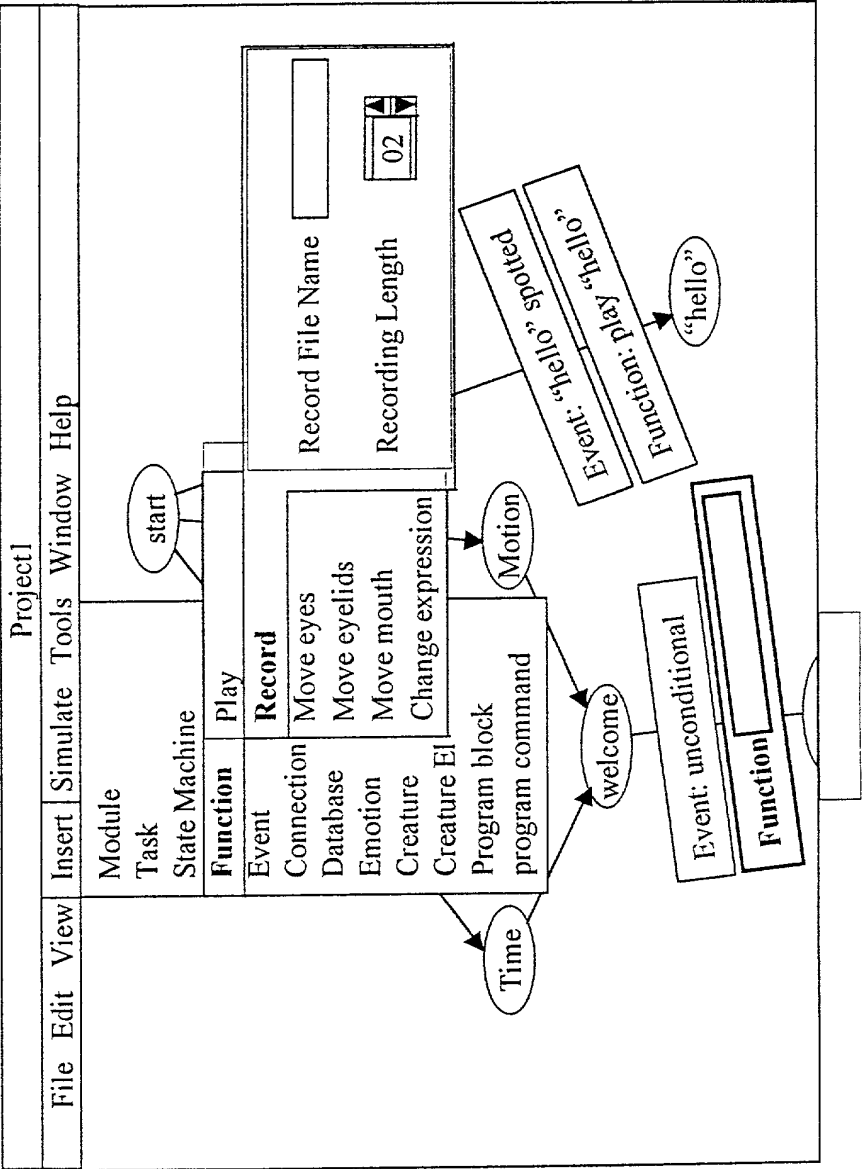 Project1
File Edit View Insert Simulate Tools Window Help
Module
Task
State Machine
Function
Event
Connection
Database
Emotion
Creature
Creature El
Program block
program command
Play
Record
Move eyes
Move eyelids
Move mouth
Change expression
Record File Name
Recording Length 02
start
Time
Motion
welcome
Event: unconditional
Function
Event: “hello” spotted
Function: play “hello”
“hello”